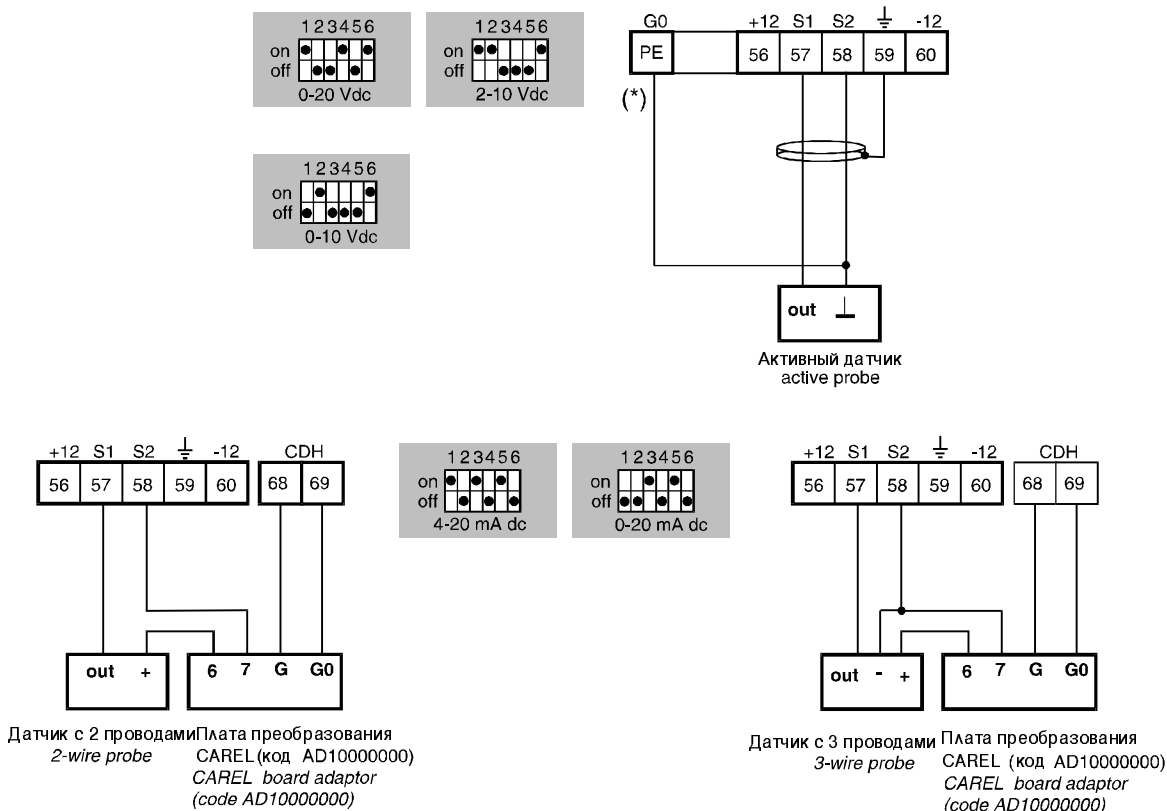 123456
on
off
0-20 Vdc
123456
on
off
2-10 Vdc
G0 +12 S1 S2 -12
PE 56 57 58 59 60
(*)
123456
on
off
0-10 Vdc
out
Активный датчик
active probe
+12 S1 S2 -12 CDH
56 57 58 59 60 68 69
123456
on
off
4-20 mA dc
123456
on
off
0-20 mA dc
+12 S1 S2 -12 CDH
56 57 58 59 60 68 69
out +
6 7 G G0
out - +
6 7 G G0
Датчик с 2 проводами
2-wire probe
Плата преобразования
CAREL (код AD10000000)
CAREL board adaptor
(code AD10000000)
Датчик с 3 проводами
3-wire probe
Плата преобразования
CAREL (код AD10000000)
CAREL board adaptor
(code AD10000000)